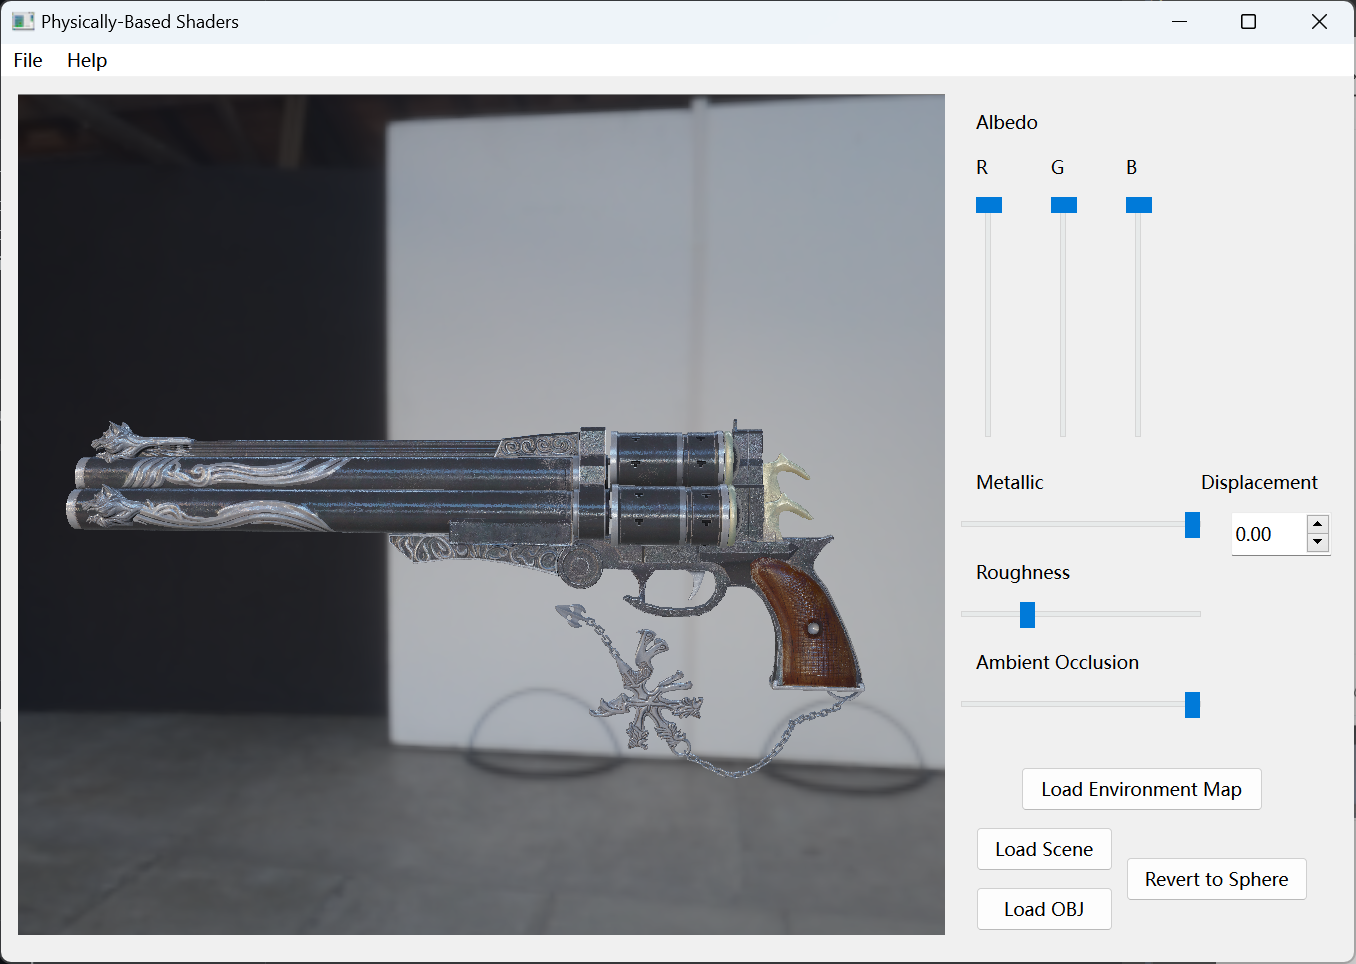 Physically-Based Shaders
File Help
Albedo
R G B
Metallic Displacement
0.00
Roughness
Ambient Occlusion
Load Environment Map
Load Scene
Revert to Sphere
Load OBJ